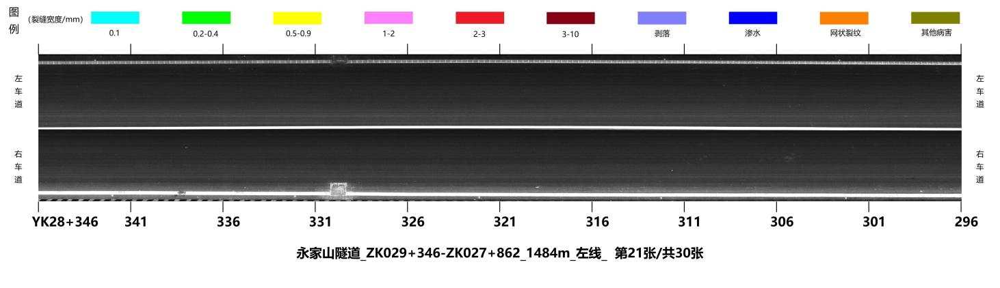 图例
(裂缝宽度/mm)
0.1
0.2-0.4
0.5-0.9
1-2
2-3
3-10
剥落
渗水
网状裂纹
其他病害
左车道
左车道
右车道
右车道
YK28+346 341 336 331 326 321 316 311 306 301 296
永家山隧道_ZK029+346-ZK027+862_1484m_左线_ 第21张/共30张